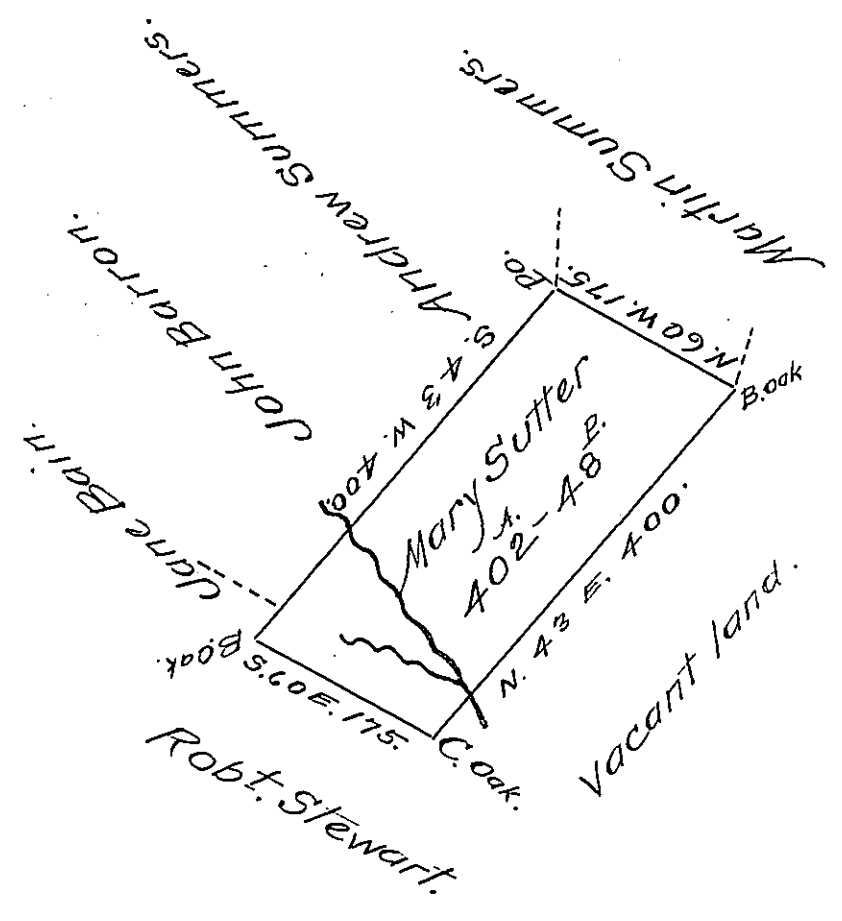 Andrew Summers.
Martin Summers.
John Barron.
Jane Bain.
Po.
N. 60 W. 175.
B. oak
S. 43 W. 400.
Mary Sutter
A. P.
402-48
N. 43 E. 400.
Vacant land.
B. oak.
S. 60 E. 175.
C. Oak.
Robt. Stewart.